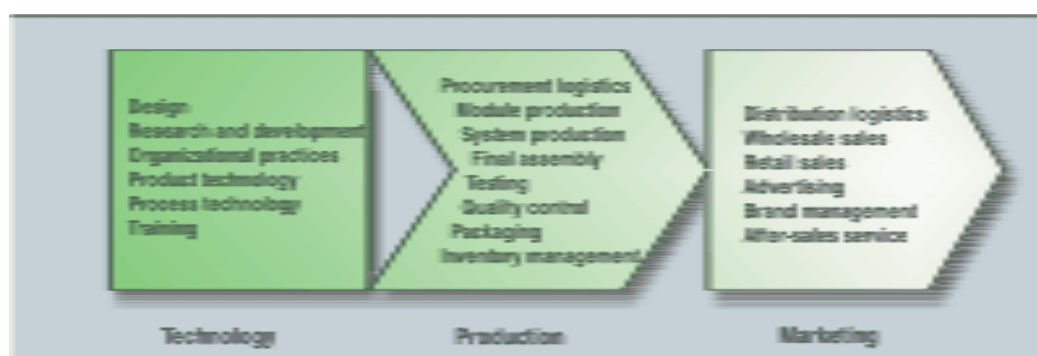 Design
Research and development
Organizational practices
Product technology
Process technology
Training
Procurement logistics
Module production
System production
Final assembly
Testing
Quality control
Packaging
Inventory management
Distribution logistics
Wholesale sales
Retail sales
Advertising
Brand management
After-sales service
Technology
Production
Marketing